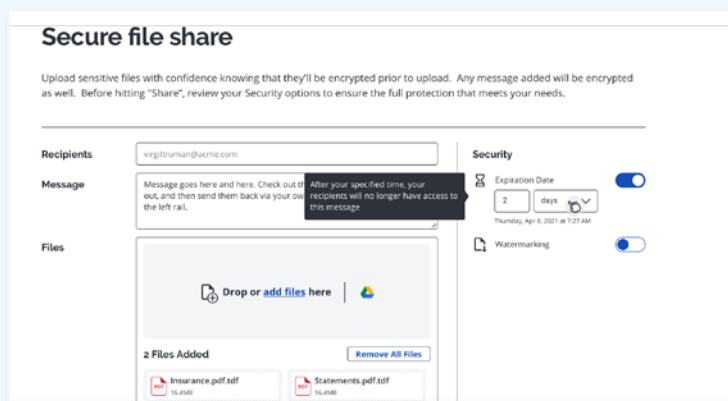 Secure file share
Upload sensitive files with confidence knowing that they'll be encrypted prior to upload. Any message added will be encrypted
as well. Before hitting "Share", review your Security options to ensure the full protection that meets your needs.
Recipients
virgiltruman@acme.com
Message
Message goes here and here. Check out th
out, and then send them back via your ow
the left rail.
After your specified time, your
recipients will no longer have access to
this message
Security
Expiration Date
2
days
Thursday, Apr 8, 2021 at 7:27 AM
Watermarking
Files
Drop or add files here
2 Files Added
Remove All Files
PDF
Insurance.pdf.tdf
16.4MB
PDF
Statements.pdf.tdf
16.4MB